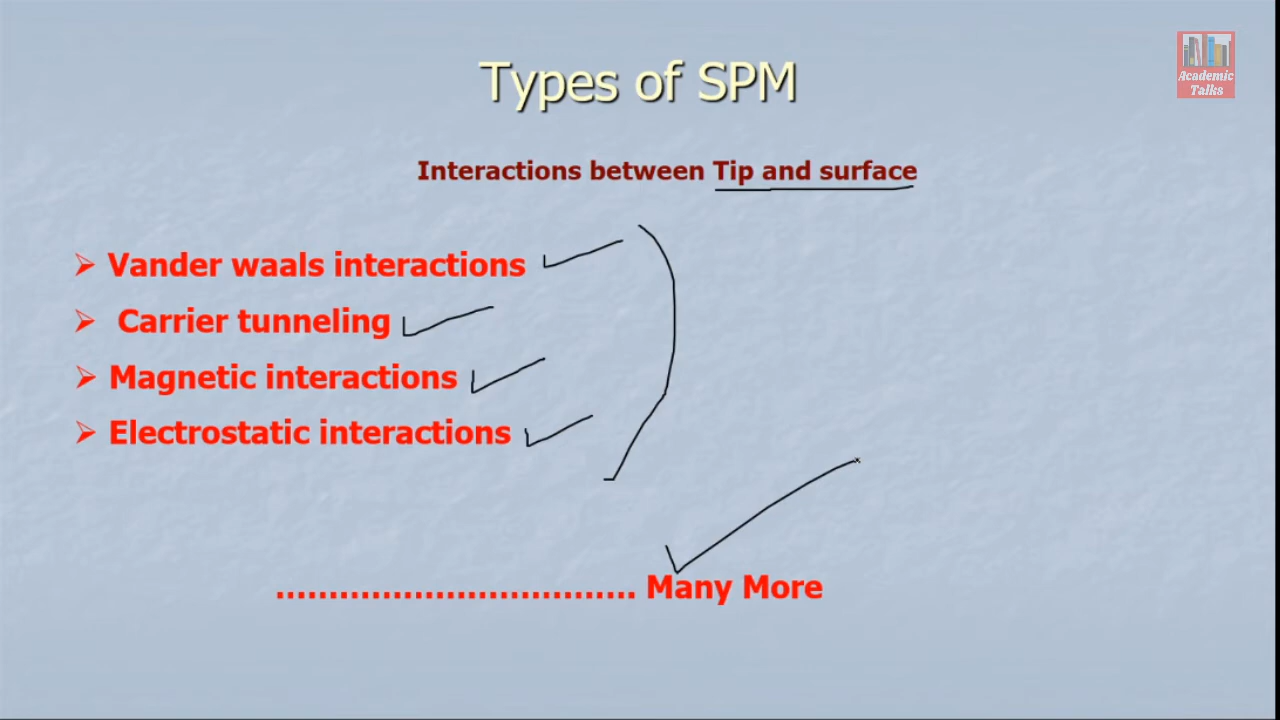 Types of SPM
Academic
Talks
Interactions between Tip and surface
Vander waals interactions
Carrier tunneling
Magnetic interactions
Electrostatic interactions
.................................. Many More